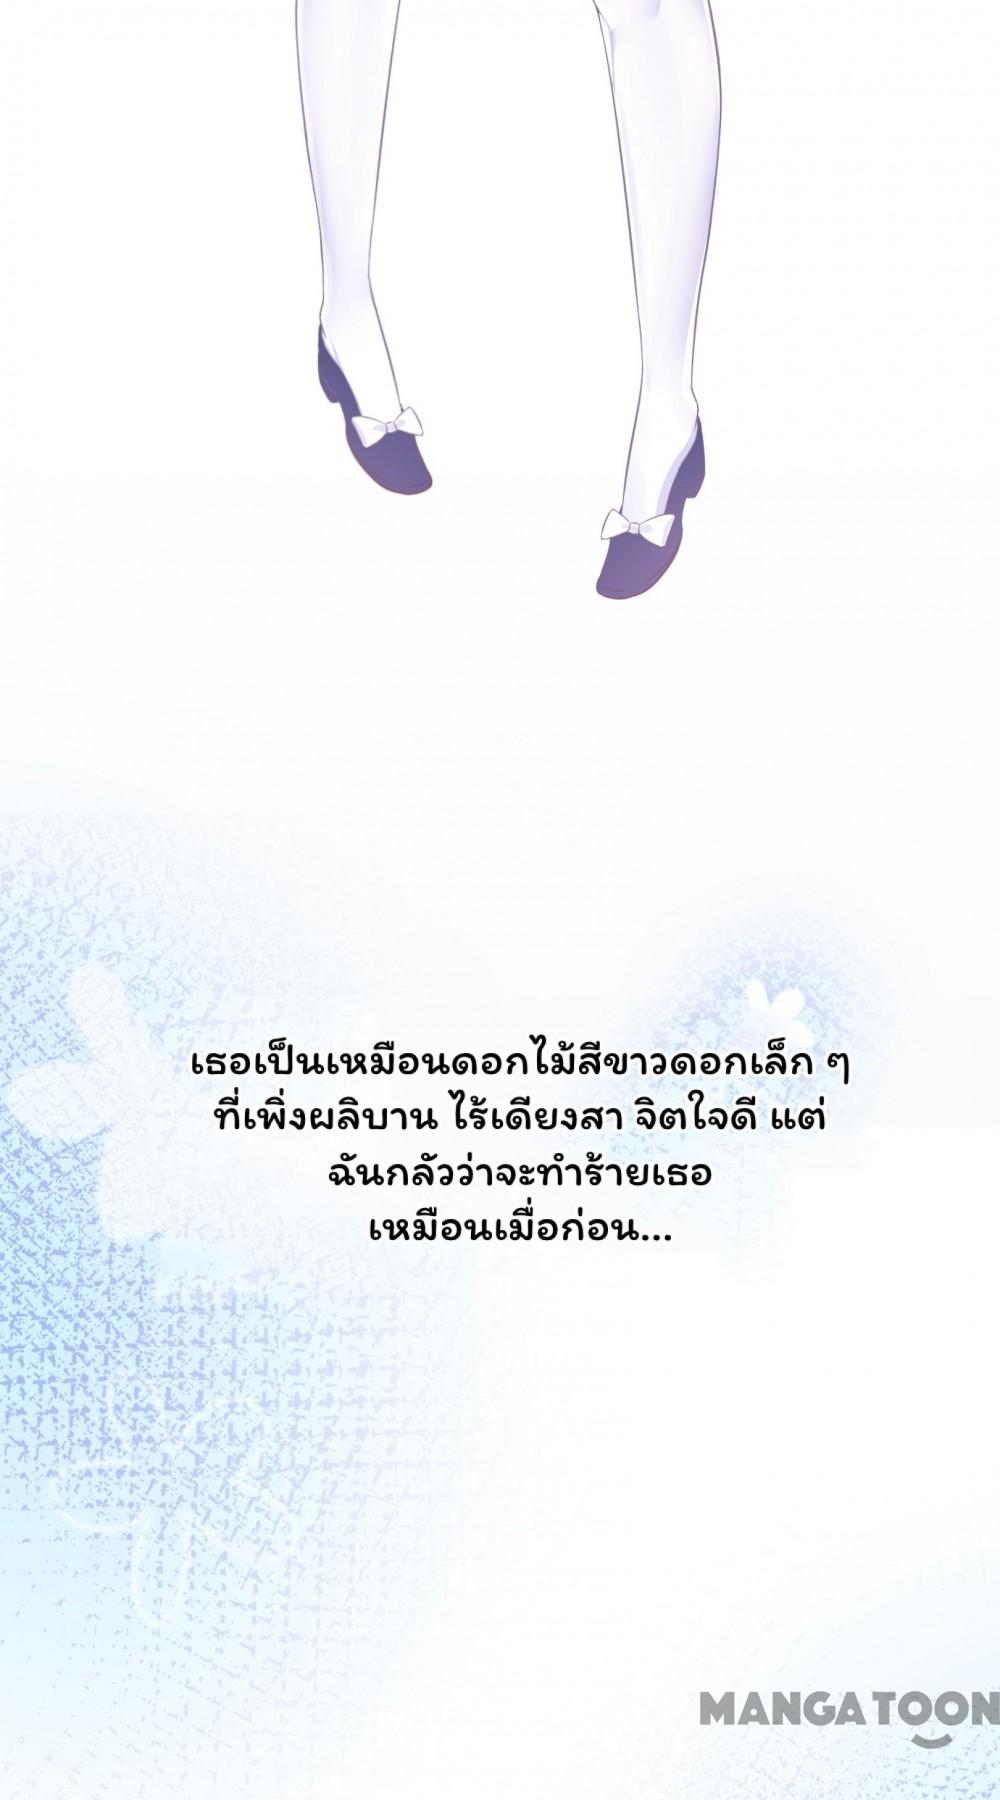 เธอเป็นเหมือนดอกไม้สีขาวดอกเล็ก ๆ
ที่เพิ่งผลิบาน ไร้เดียงสา จิตใจดี แต่
ฉันกลัวว่าจะทำร้ายเธอ
เหมือนเมื่อก่อน...
MANGATOON